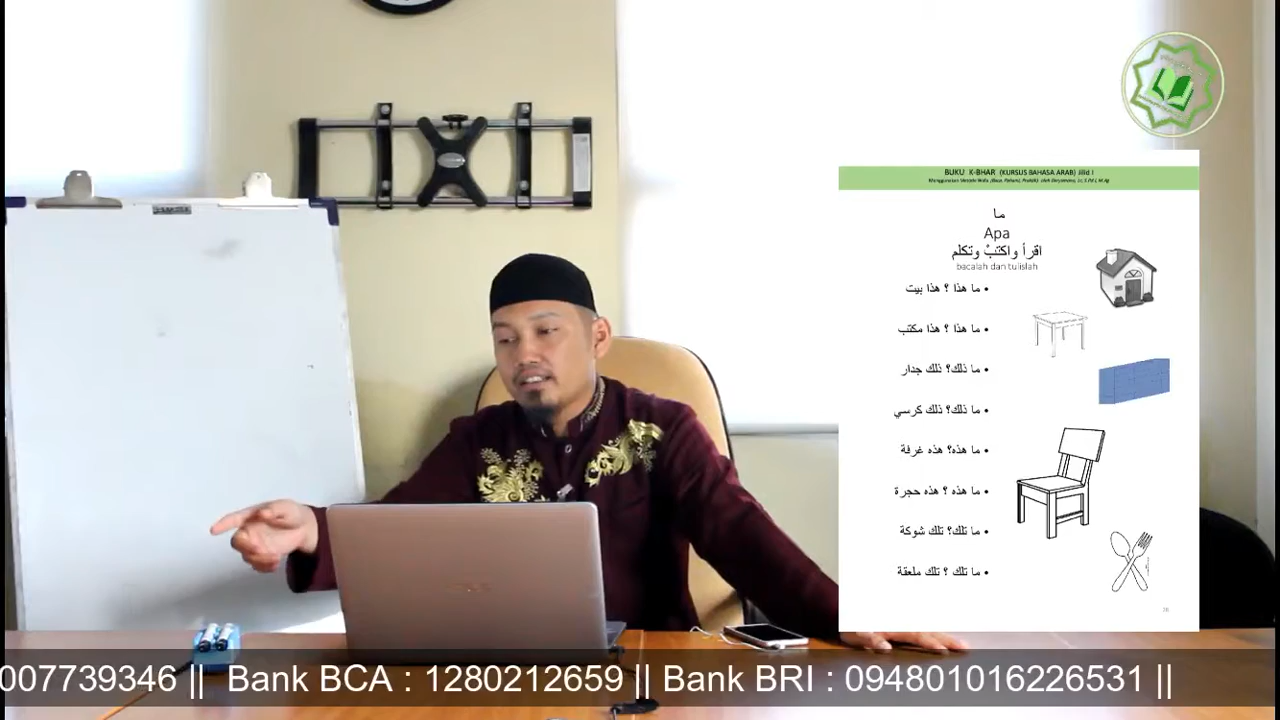 BUKU K-BHAR (KURSUS BAHASA ARAB) Jilid I
ما
Apa
اقرأ واكتبْ وتكلم
bacalah dan tulislah
• ما هذا ؟ هذا بيت
• ما هذا ؟ هذا مكتب
• ما ذلك؟ ذلك جدار
• ما ذلك؟ ذلك كرسي
• ما هذه؟ هذه غرفة
• ما هذه ؟ هذه حجرة
• ما تلك؟ تلك شوكة
• ما تلك ؟ تلك ملعقة
007739346 || Bank BCA : 1280212659 || Bank BRI : 094801016226531 ||